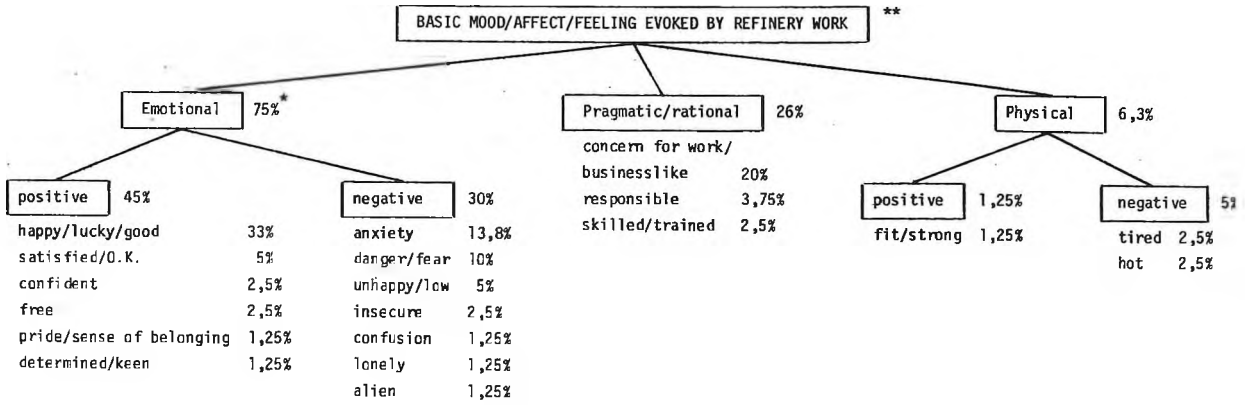 BASIC MOOD/AFFECT/FEELING EVOKED BY REFINERY WORK **
Emotional 75%*
positive 45%
happy/lucky/good 33%
satisfied/O.K. 5%
confident 2,5%
free 2,5%
pride/sense of belonging 1,25%
determined/keen 1,25%
negative 30%
anxiety 13,8%
danger/fear 10%
unhappy/low 5%
insecure 2,5%
confusion 1,25%
lonely 1,25%
alien 1,25%
Pragmatic/rational 26%
concern for work/
businesslike 20%
responsible 3,75%
skilled/trained 2,5%
Physical 6,3%
positive 1,25%
fit/strong 1,25%
negative 5%
tired 2,5%
hot 2,5%